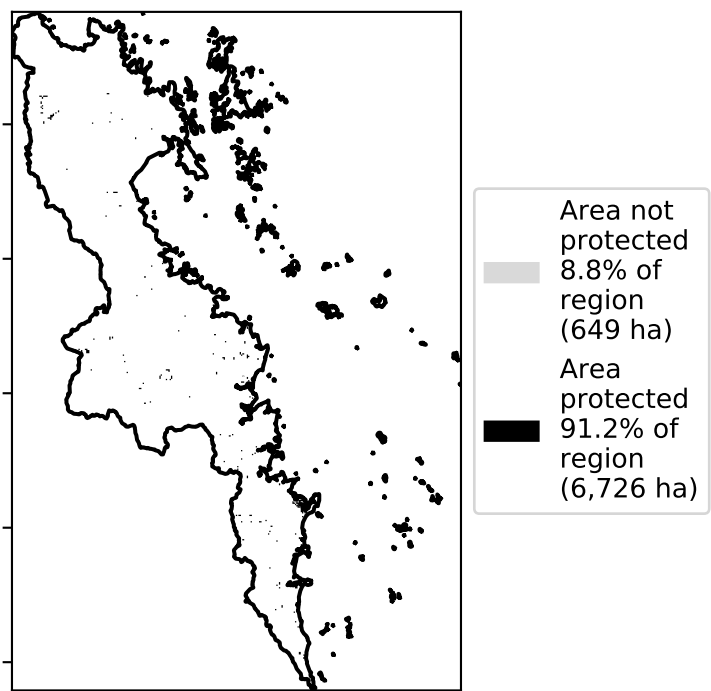 Area not
protected
8.8% of
region
(649 ha)
Area
protected
91.2% of
region
(6,726 ha)